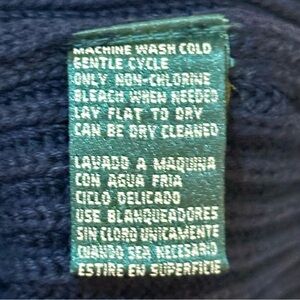 MACHINE WASH COLD
GENTLE CYCLE
ONLY NON-CHLORINE
BLEACH WHEN NEEDED
LAY FLAT TO DRY
CAN BE DRY CLEANED
LAVADO A MAQUINA
CON AGUA FRIA
CICLO DELICADO
USE BLANQUEADORES
SIN CLORO UNICAMENTE
CUANDO SEA NECESARIO
ESTIRE EN SUPERFICIE